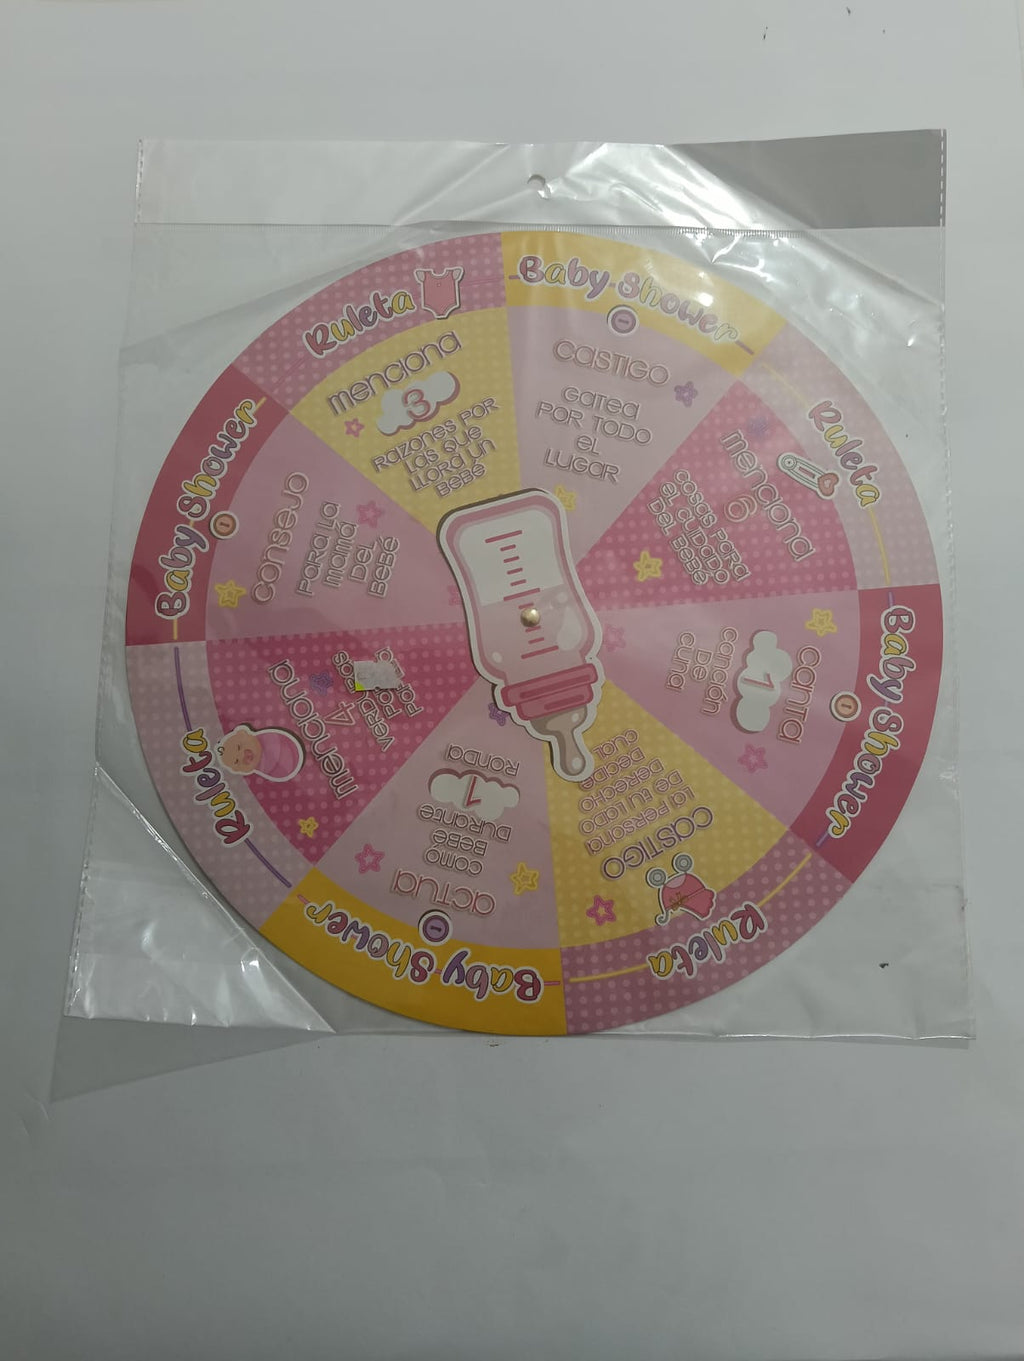 Baby Shower
CASTIGO
GATEA
POR TODO
EL
LUGAR
Ruleta
menciona
6
COSAS PARA
el CUIDADO
Del BEBÉ
Baby Shower
CANTA
1
CANCIÓN
De
CUNA
Ruleta
CASTIGO
LA PERSONA
De TU LADO
DERECHO
DECIDE
CUAL
Baby Shower
ACTUA
COMO
BEBÉ
DURANTE
1
RONDA
Ruleta
menciona
4
Baby Shower
CONSEJO
PARA LA
mamá
Del
BEBÉ
Ruleta
menciona
3
RAZONES POR
LAS QUE
LLORA UN
BEBÉ